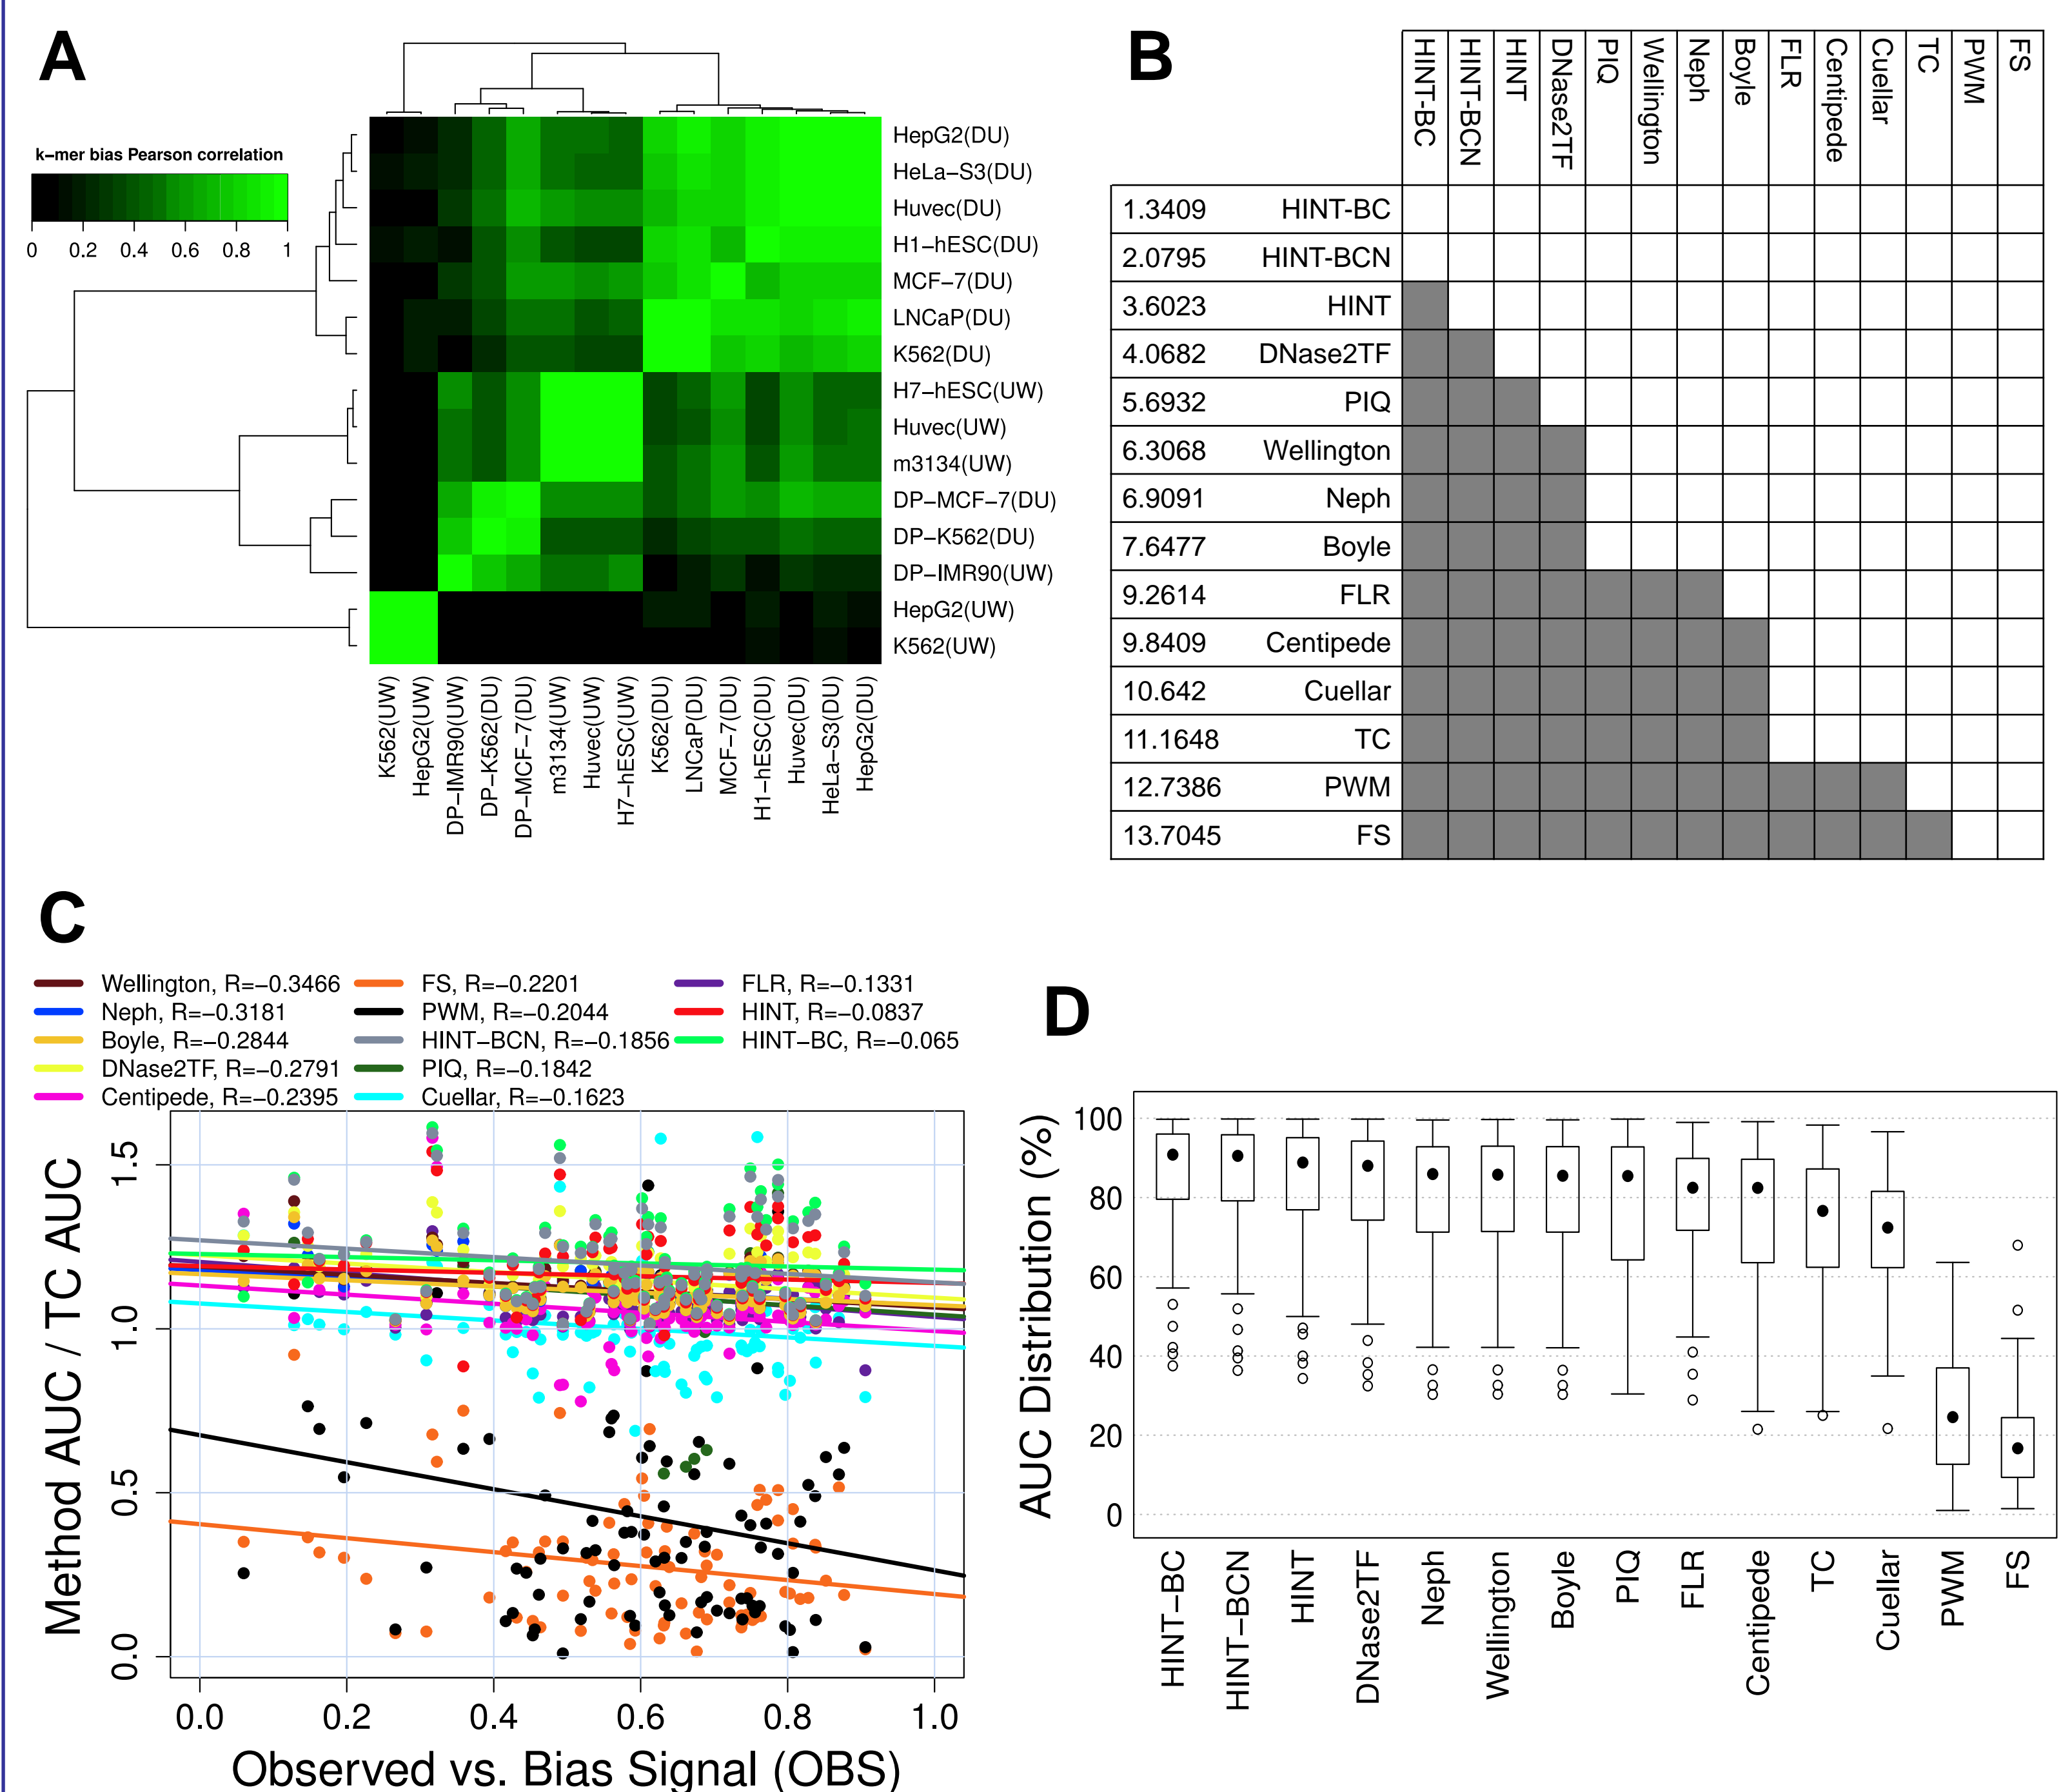 A
k−mer bias Pearson correlation
0 0.2 0.4 0.6 0.8 1
HepG2(DU)
HeLa−S3(DU)
Huvec(DU)
H1−hESC(DU)
MCF−7(DU)
LNCaP(DU)
K562(DU)
H7−hESC(UW)
Huvec(UW)
m3134(UW)
DP−MCF−7(DU)
DP−K562(DU)
DP−IMR90(UW)
HepG2(UW)
K562(UW)
K562(UW)
HepG2(UW)
DP−IMR90(UW)
DP−K562(DU)
DP−MCF−7(DU)
m3134(UW)
Huvec(UW)
H7−hESC(UW)
K562(DU)
LNCaP(DU)
MCF−7(DU)
H1−hESC(DU)
Huvec(DU)
HeLa−S3(DU)
HepG2(DU)
B
HINT-BC
HINT-BCN
HINT
DNase2TF
PIQ
Wellington
Neph
Boyle
FLR
Centipede
Cuellar
TC
PWM
FS
1.3409 HINT-BC
2.0795 HINT-BCN
3.6023 HINT
4.0682 DNase2TF
5.6932 PIQ
6.3068 Wellington
6.9091 Neph
7.6477 Boyle
9.2614 FLR
9.8409 Centipede
10.642 Cuellar
11.1648 TC
12.7386 PWM
13.7045 FS
C
Wellington, R=−0.3466 FS, R=−0.2201 FLR, R=−0.1331
Neph, R=−0.3181 PWM, R=−0.2044 HINT, R=−0.0837
Boyle, R=−0.2844 HINT−BCN, R=−0.1856 HINT−BC, R=−0.065
DNase2TF, R=−0.2791 PIQ, R=−0.1842
Centipede, R=−0.2395 Cuellar, R=−0.1623
Method AUC / TC AUC
1.5
1.0
0.5
0.0
0.0 0.2 0.4 0.6 0.8 1.0
Observed vs. Bias Signal (OBS)
D
AUC Distribution (%)
100
80
60
40
20
0
HINT−BC
HINT−BCN
HINT
DNase2TF
Neph
Wellington
Boyle
PIQ
FLR
Centipede
TC
Cuellar
PWM
FS